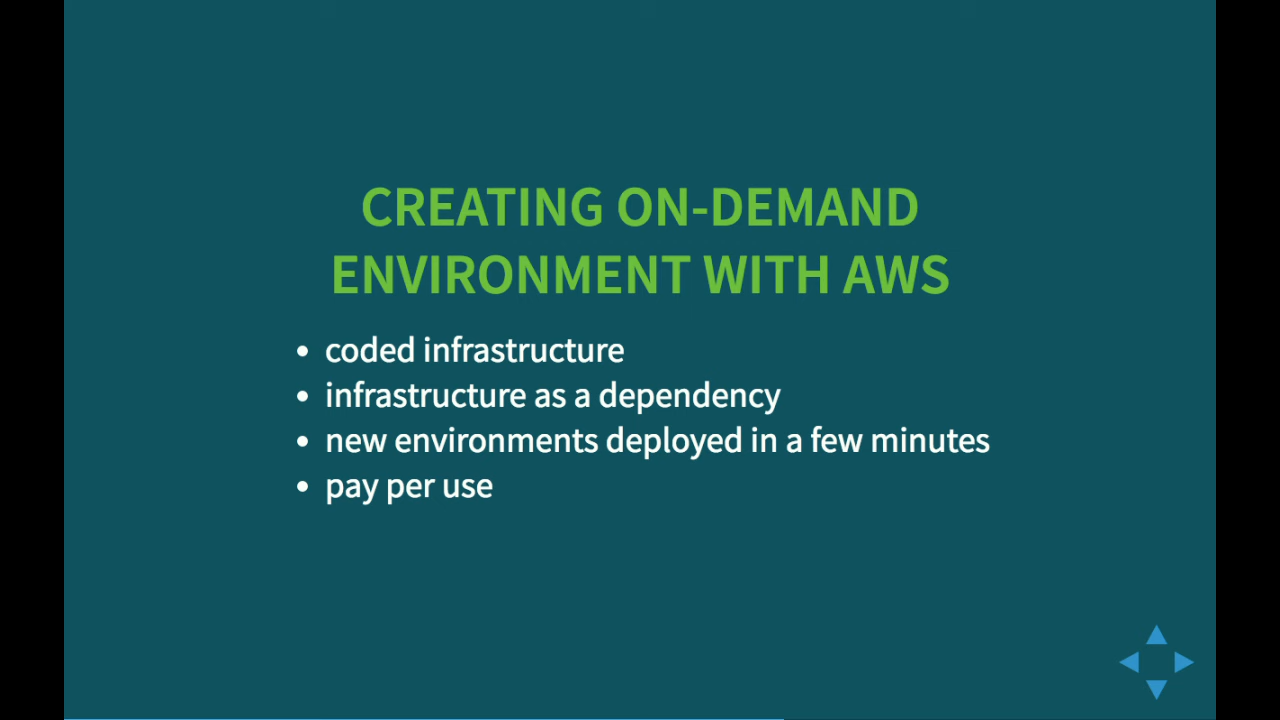 CREATING ON-DEMAND
ENVIRONMENT WITH AWS
• coded infrastructure
• infrastructure as a dependency
• new environments deployed in a few minutes
• pay per use